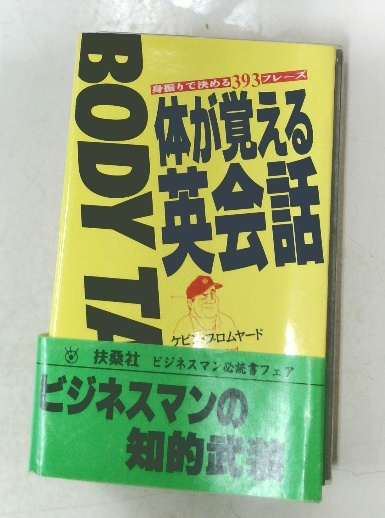 BODY TA
身振りで決める393フレーズ
体が覚える
英会話
ケビン・ブロムヤード
扶桑社 ビジネスマン必読書フェア
ビジネスマンの
知的武装